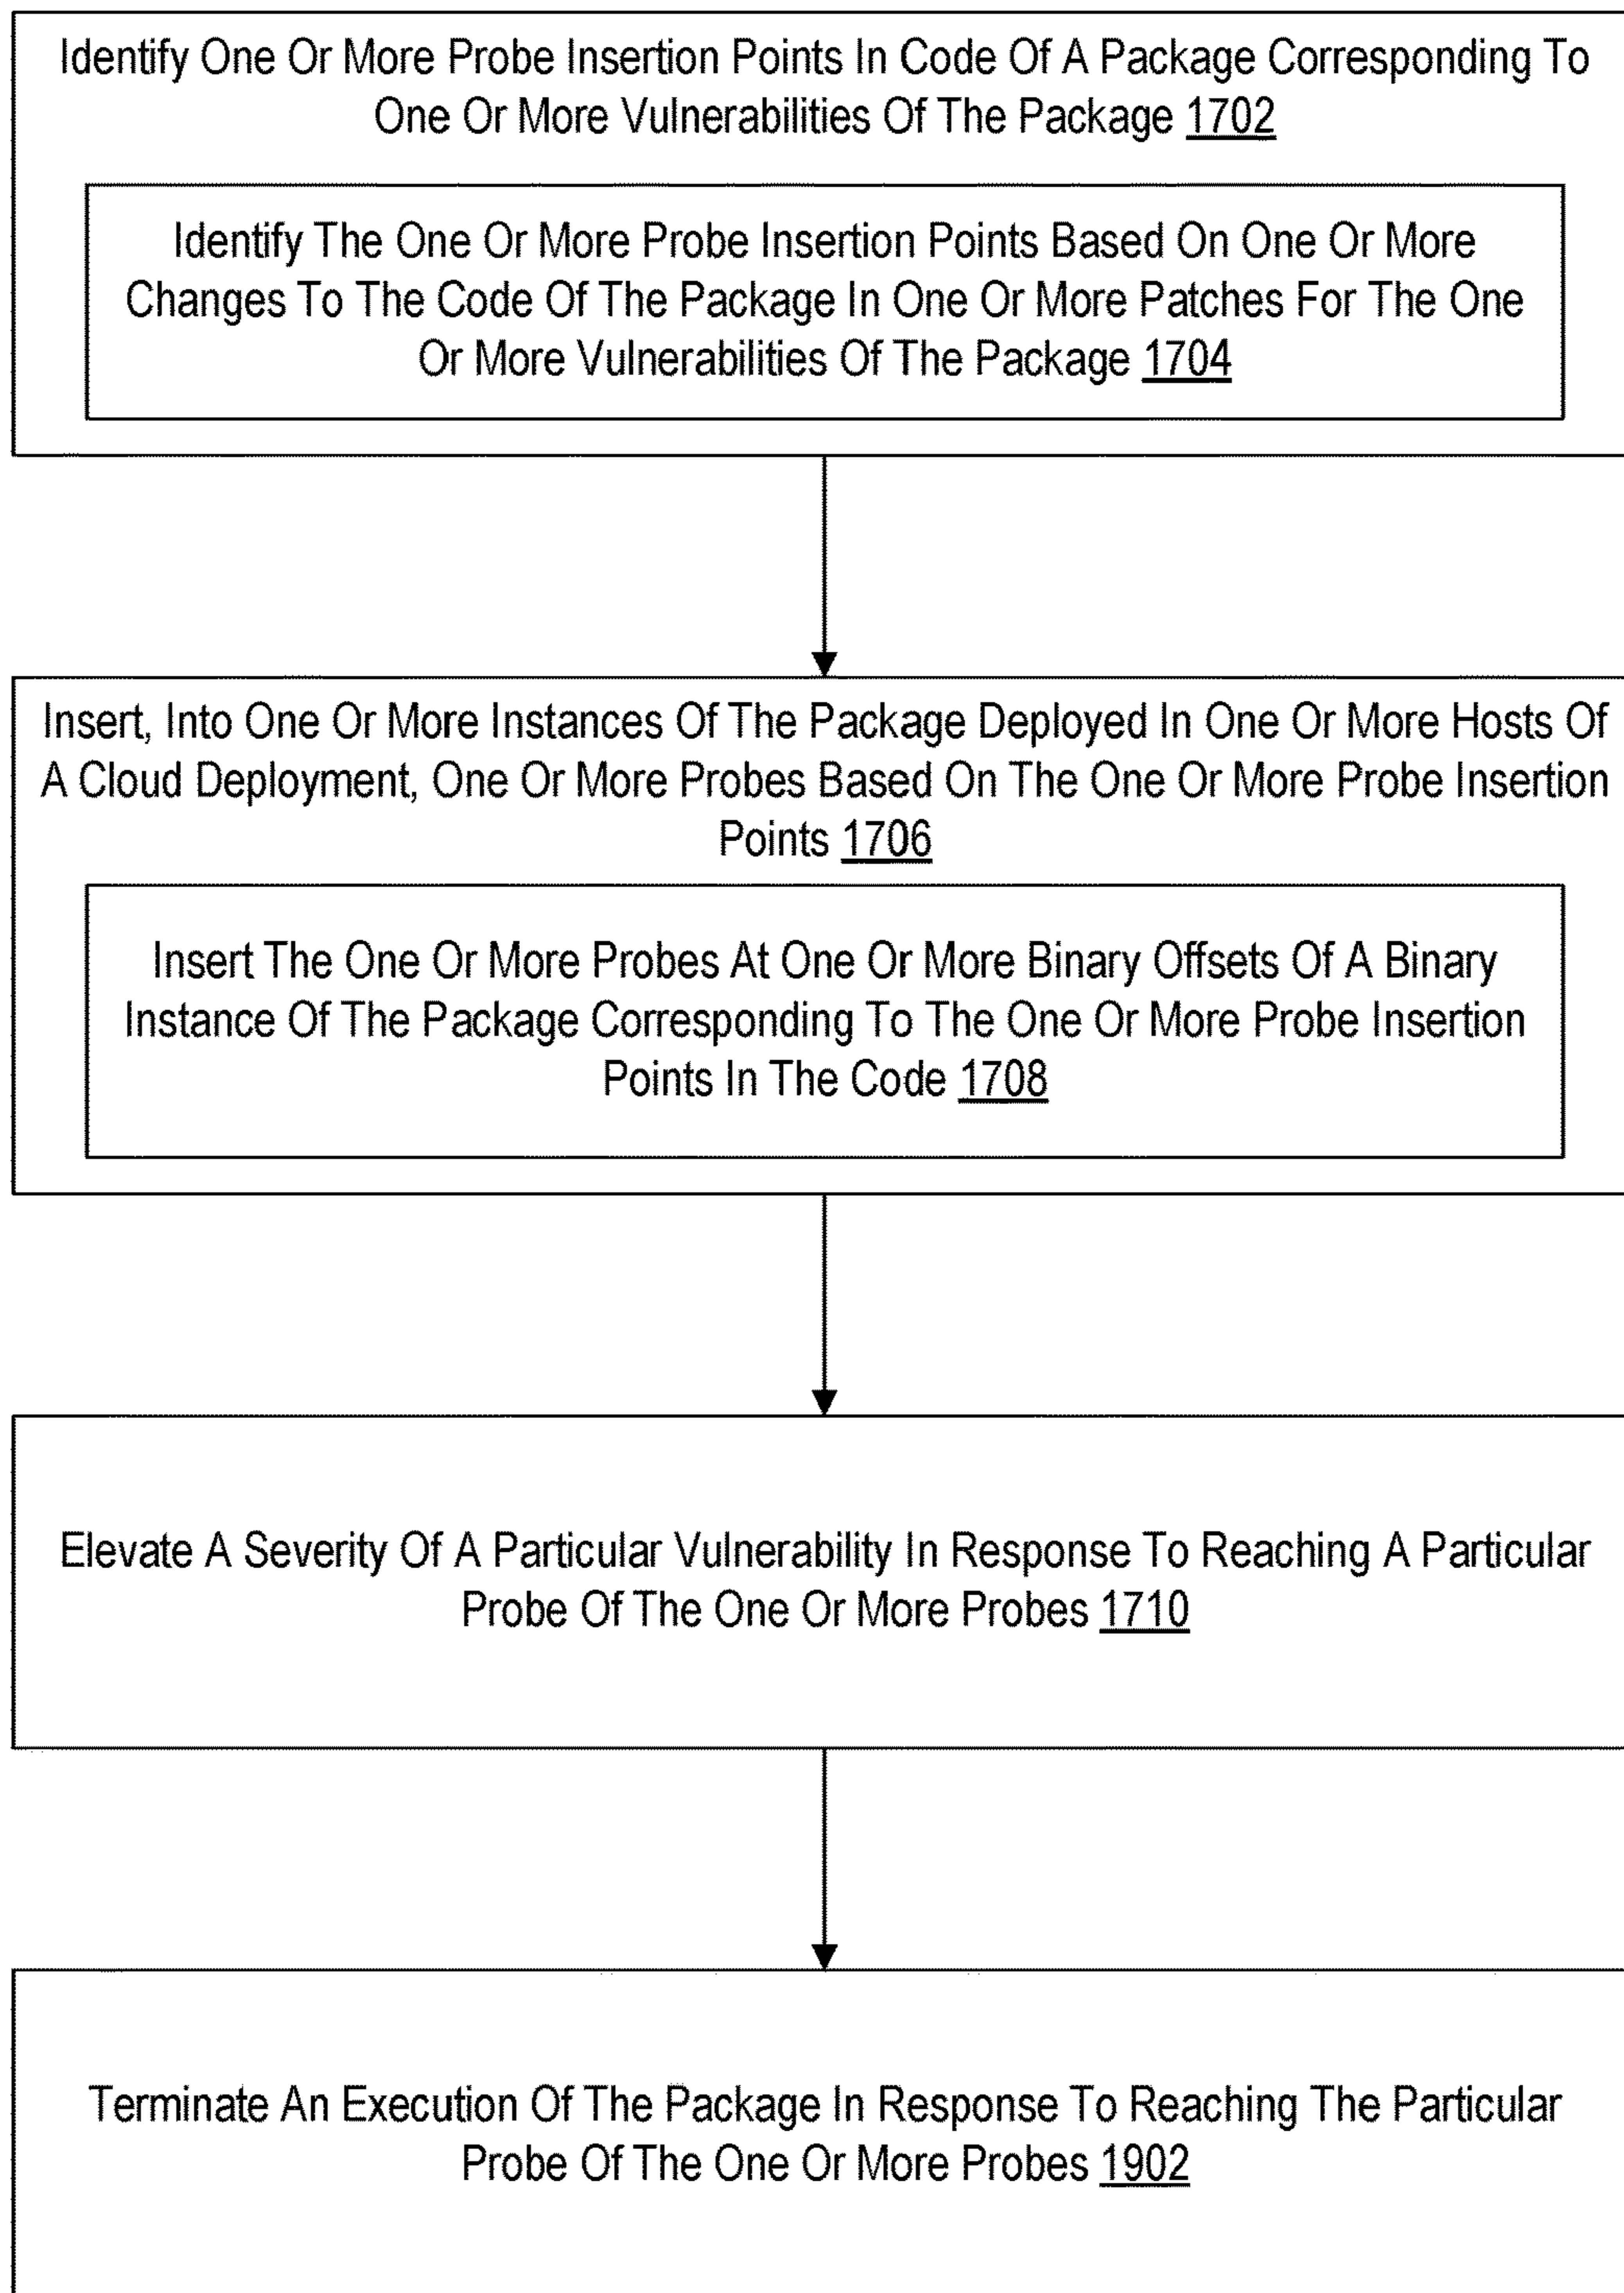 Identify One Or More Probe Insertion Points In Code Of A Package Corresponding To
One Or More Vulnerabilities Of The Package 1702
Identify The One Or More Probe Insertion Points Based On One Or More
Changes To The Code Of The Package In One Or More Patches For The One
Or More Vulnerabilities Of The Package 1704
Insert, Into One Or More Instances Of The Package Deployed In One Or More Hosts Of
A Cloud Deployment, One Or More Probes Based On The One Or More Probe Insertion
Points 1706
Insert The One Or More Probes At One Or More Binary Offsets Of A Binary
Instance Of The Package Corresponding To The One Or More Probe Insertion
Points In The Code 1708
Elevate A Severity Of A Particular Vulnerability In Response To Reaching A Particular
Probe Of The One Or More Probes 1710
Terminate An Execution Of The Package In Response To Reaching The Particular
Probe Of The One Or More Probes 1902